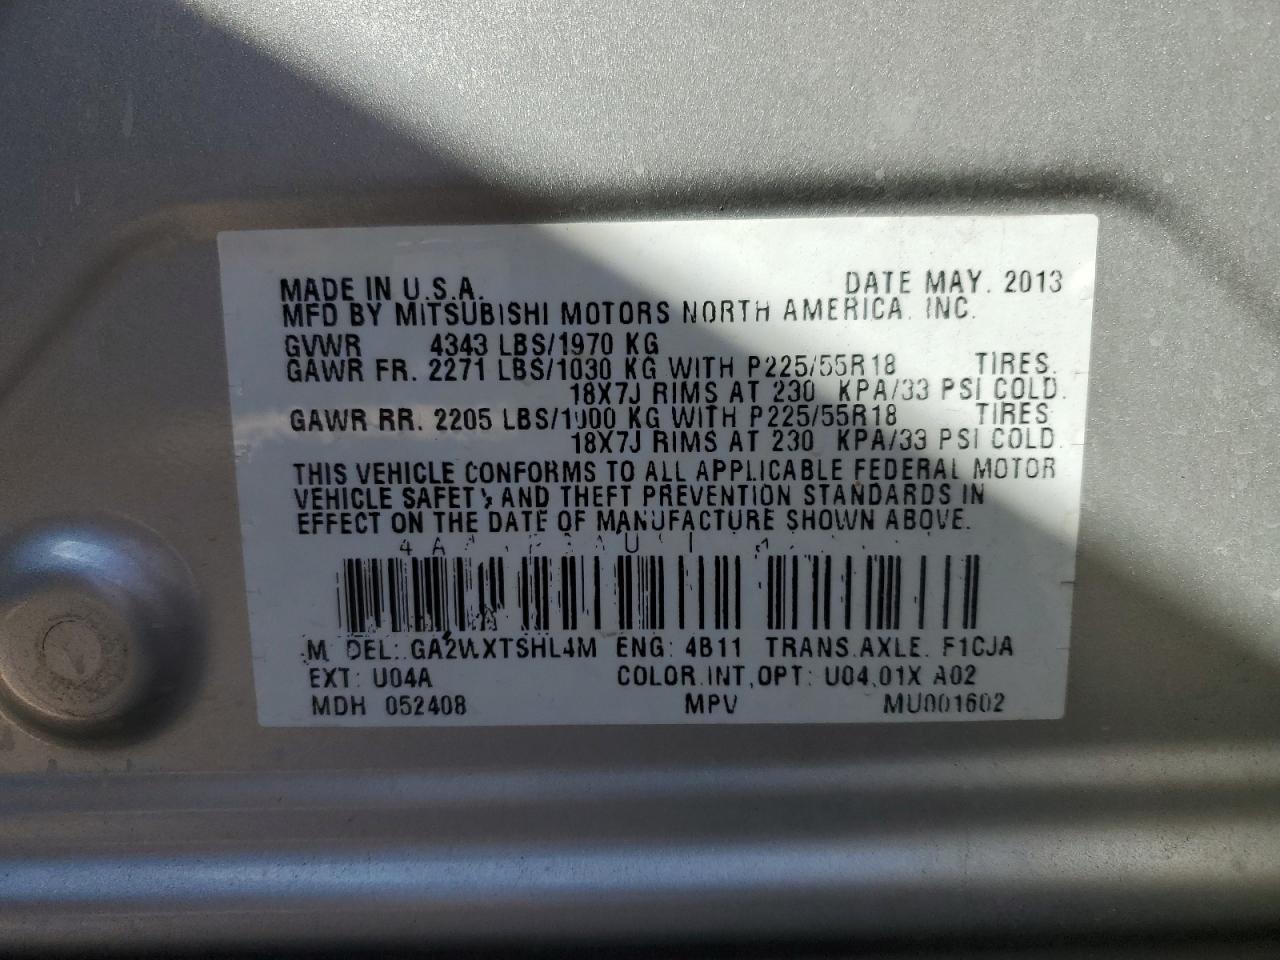 MADE IN U.S.A. DATE MAY. 2013
MFD BY MITSUBISHI MOTORS NORTH AMERICA, INC.
GVWR 4343 LBS/1970 KG
GAWR FR. 2271 LBS/1030 KG WITH P225/55R18 TIRES.
18X7J RIMS AT 230 KPA/33 PSI COLD.
GAWR RR. 2205 LBS/1000 KG WITH P225/55R18 TIRES
18X7J RIMS AT 230 KPA/33 PSI COLD.
THIS VEHICLE CONFORMS TO ALL APPLICABLE FEDERAL MOTOR
VEHICLE SAFETY AND THEFT PREVENTION STANDARDS IN
EFFECT ON THE DATE OF MANUFACTURE SHOWN ABOVE.
MODEL: GA2WXTSHL4M ENG: 4B11 TRANS.AXLE. F1CJA
EXT: U04A COLOR.INT,OPT: U04,01X A02
MDH 052408 MPV MU001602